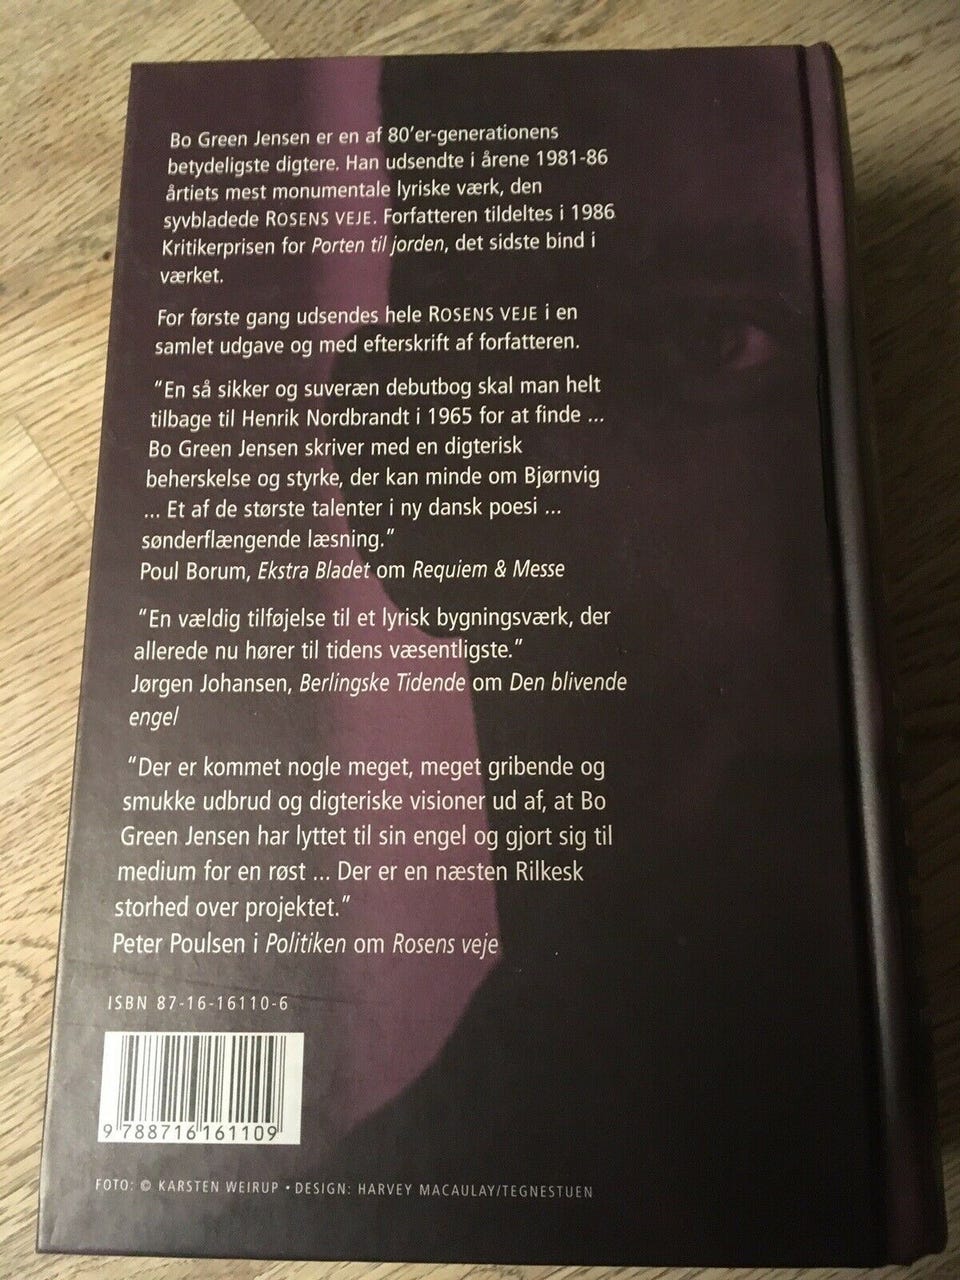 Bo Green Jensen er en af 80'er-generationens
betydeligste digtere. Han udsendte i årene 1981-86
årtiets mest monumentale lyriske værk, den
syvbladede ROSENS VEJE. Forfatteren tildeltes i 1986
Kritikerprisen for Porten til jorden, det sidste bind i
værket.
For første gang udsendes hele ROSENS VEJE i en
samlet udgave og med efterskrift af forfatteren.
"En så sikker og suveræn debutbog skal man helt
tilbage til Henrik Nordbrandt i 1965 for at finde ...
Bo Green Jensen skriver med en digterisk
beherskelse og styrke, der kan minde om Bjørnvig
... Et af de største talenter i ny dansk poesi ...
sønderflængende læsning."
Poul Borum, Ekstra Bladet om Requiem & Messe
"En vældig tilføjelse til et lyrisk bygningsværk, der
allerede nu hører til tidens væsentligste."
Jørgen Johansen, Berlingske Tidende om Den blivende
engel
"Der er kommet nogle meget, meget gribende og
smukke udbrud og digteriske visioner ud af, at Bo
Green Jensen har lyttet til sin engel og gjort sig til
medium for en røst ... Der er en næsten Rilkesk
storhed over projektet."
Peter Poulsen i Politiken om Rosens veje
ISBN 87-16-16110-6
9 788716 161109
FOTO: © KARSTEN WEIRUP • DESIGN: HARVEY MACAULAY/TEGNESTUEN